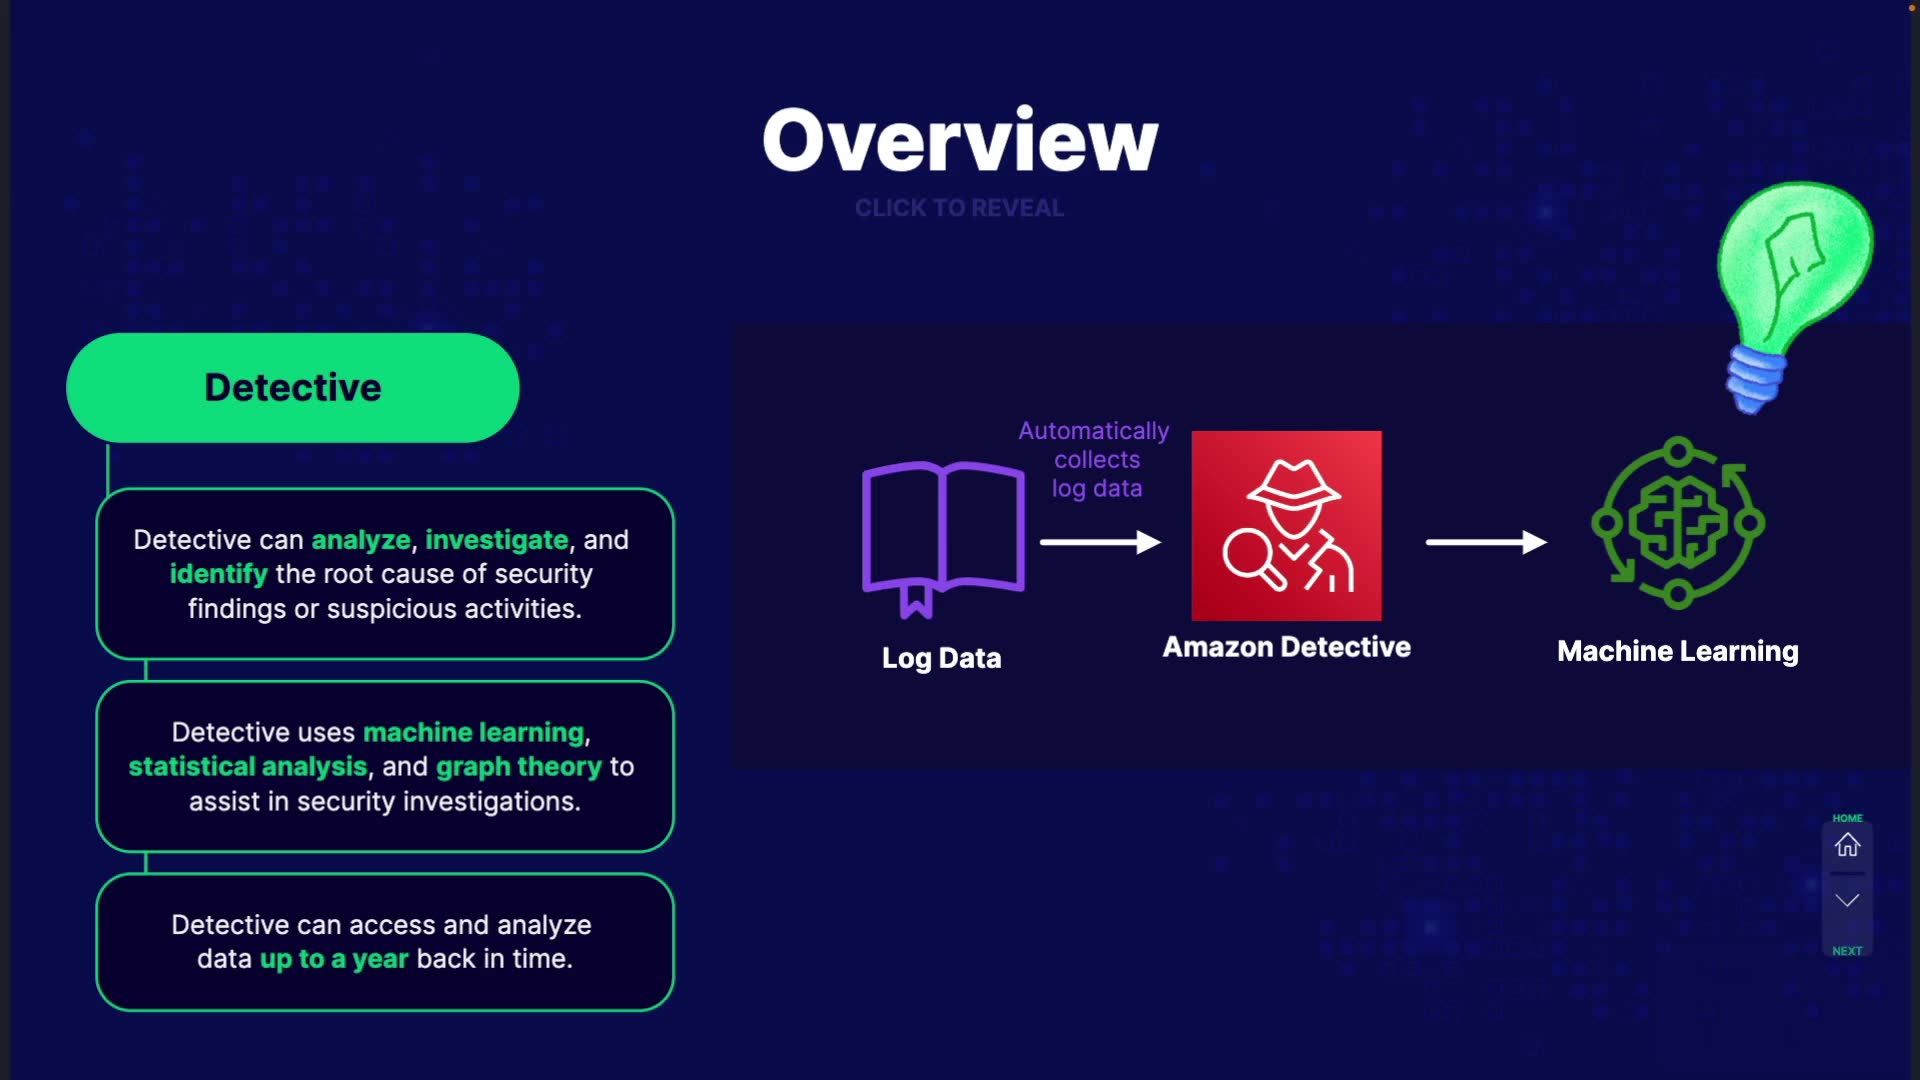 Overview
CLICK TO REVEAL
Detective
Detective can analyze, investigate, and
identify the root cause of security
findings or suspicious activities.
Detective uses machine learning,
statistical analysis, and graph theory to
assist in security investigations.
Detective can access and analyze
data up to a year back in time.
Automatically
collects
log data
Log Data
Amazon Detective
Machine Learning
HOME
NEXT